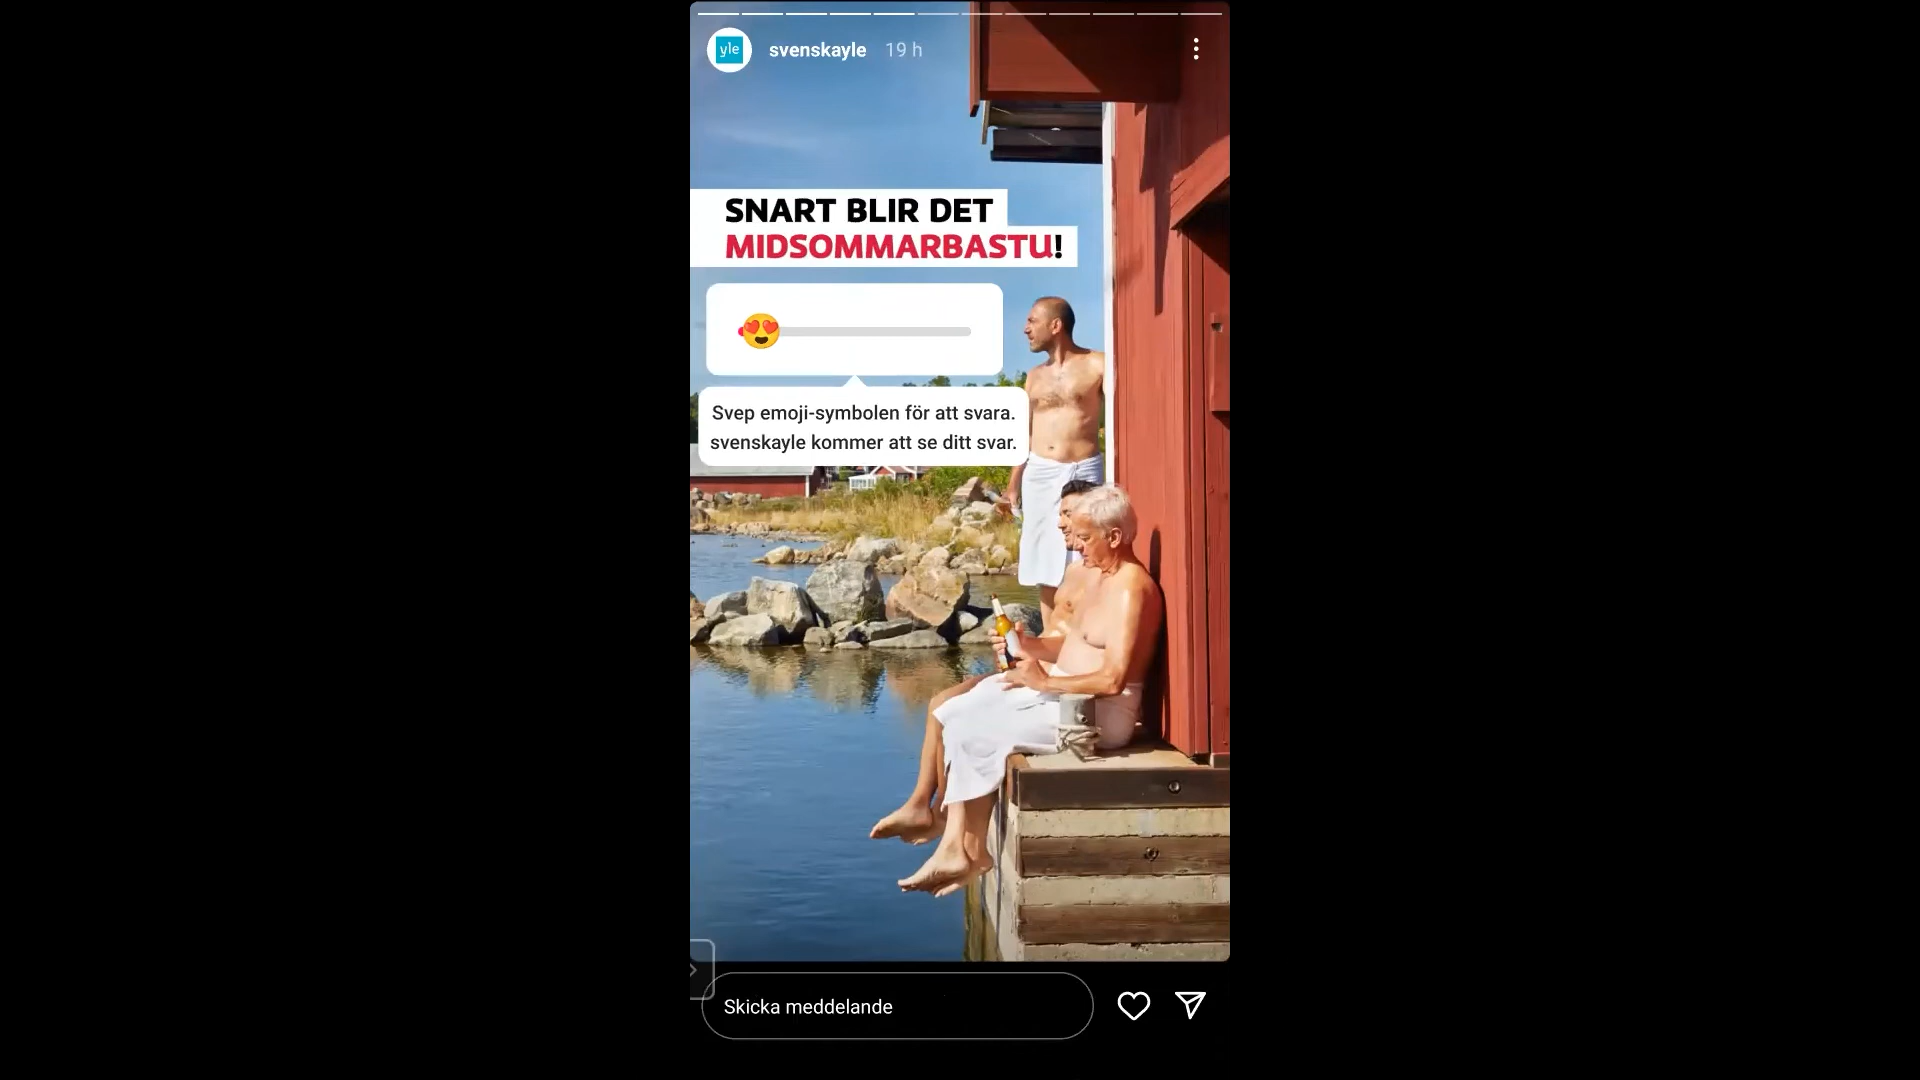 yle svenskayle 19 h
SNART BLIR DET
MIDSOMMARBASTU!
Svep emoji-symbolen för att svara.
svenskayle kommer att se ditt svar.
Skicka meddelande